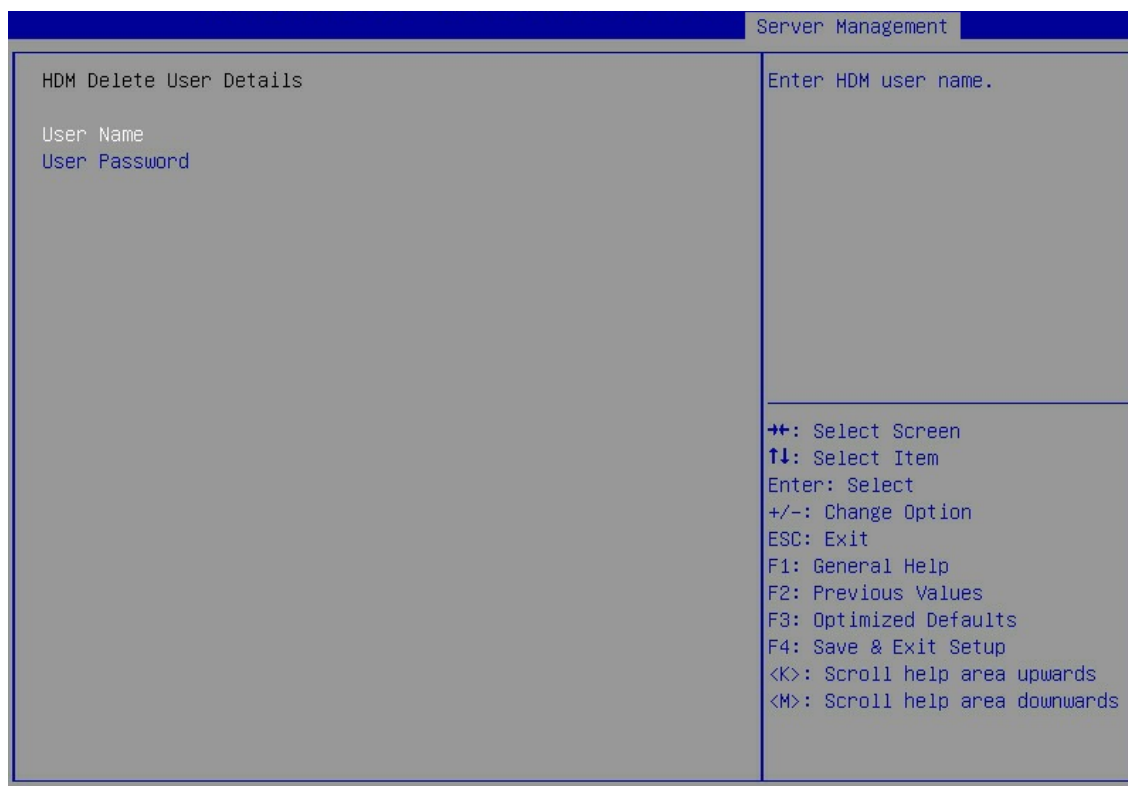 Server Management
HDM Delete User Details
User Name
User Password
Enter HDM user name.
→←: Select Screen
↑↓: Select Item
Enter: Select
+/-: Change Option
ESC: Exit
F1: General Help
F2: Previous Values
F3: Optimized Defaults
F4: Save & Exit Setup
<K>: Scroll help area upwards
<M>: Scroll help area downwards